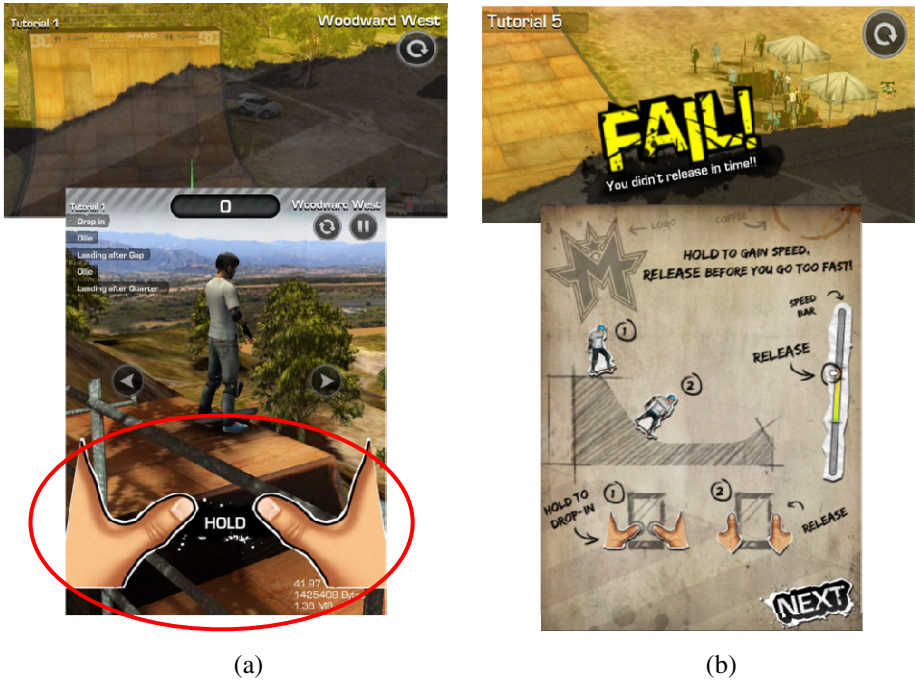 Tutorial 1
Woodward West
WOODWARD
0
Tutorial 1
Woodward West
Drop in
Ollie
Landing after Gap
Ollie
Landing after Quarter
HOLD
41.97
1425408 Bytes
1.36 MB
(a)
Tutorial 5
FAIL!
You didn't release in time!!
LOGO
COFFEE
HOLD TO GAIN SPEED,
RELEASE BEFORE YOU GO TOO FAST!
SPEED
BAR
1
RELEASE
2
HOLD TO
DROP-IN
1
2
RELEASE
NEXT
(b)